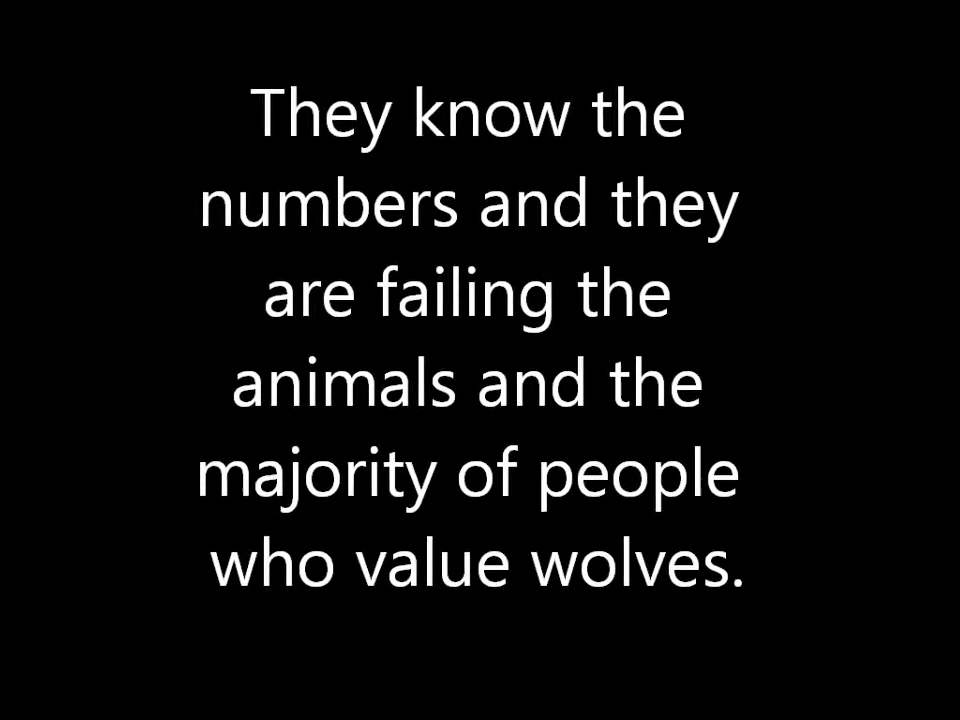 They know the
numbers and they
are failing the
animals and the
majority of people
who value wolves.